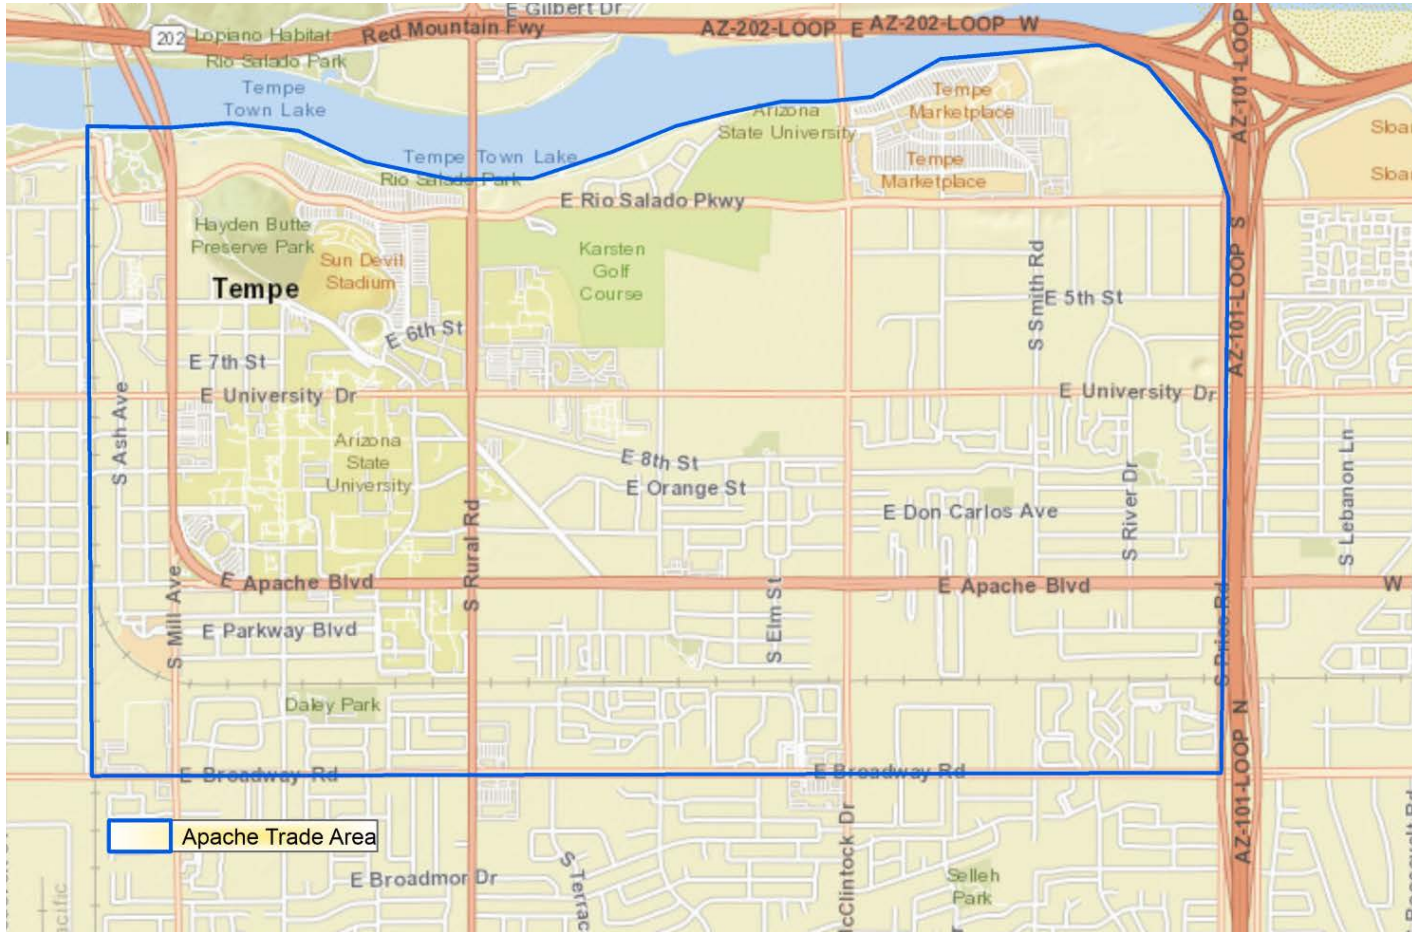 E Gilbert Dr
AZ-202-LOOP E
AZ-202-LOOP W
Red Mountain Fwy
202
Lopiano Habitat
Rio Salado Park
AZ-101-LOOP
Tempe
Town Lake
Tempe
Marketplace
Arizona
State University
Tempe Town Lake
Rio Salado Park
Tempe
Marketplace
E Rio Salado Pkwy
Hayden Butte
Preserve Park
Sun Devil
Stadium
Karsten
Golf
Course
Tempe
S Smith Rd
E 5th St
AZ-101-LOOP S
E 6th St
E 7th St
E University Dr
E University Dr
S Ash Ave
Arizona
State
University
E 8th St
E Orange St
E Don Carlos Ave
S River Dr
S Lebanon Ln
S Rural Rd
E Apache Blvd
E Apache Blvd
W
S Mill Ave
E Parkway Blvd
S Elm St
S Price Rd
Daley Park
AZ-101-LOOP N
E Broadway Rd
E Broadway Rd
Apache Trade Area
E Broadmor Dr
S Terrac
McClintock Dr
Selleh
Park
acific